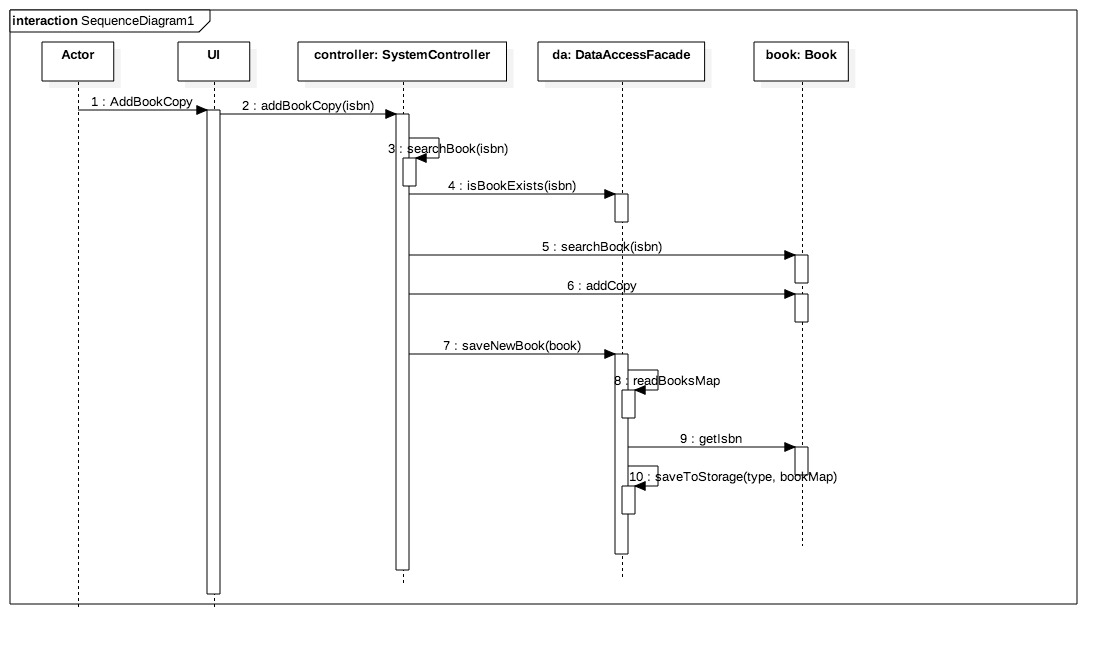 interaction SequenceDiagram1
Actor
UI
controller: SystemController
da: DataAccessFacade
book: Book
1 : AddBookCopy
2 : addBookCopy(isbn)
3 : searchBook(isbn)
4 : isBookExists(isbn)
5 : searchBook(isbn)
6 : addCopy
7 : saveNewBook(book)
8 : readBooksMap
9 : getIsbn
10 : saveToStorage(type, bookMap)